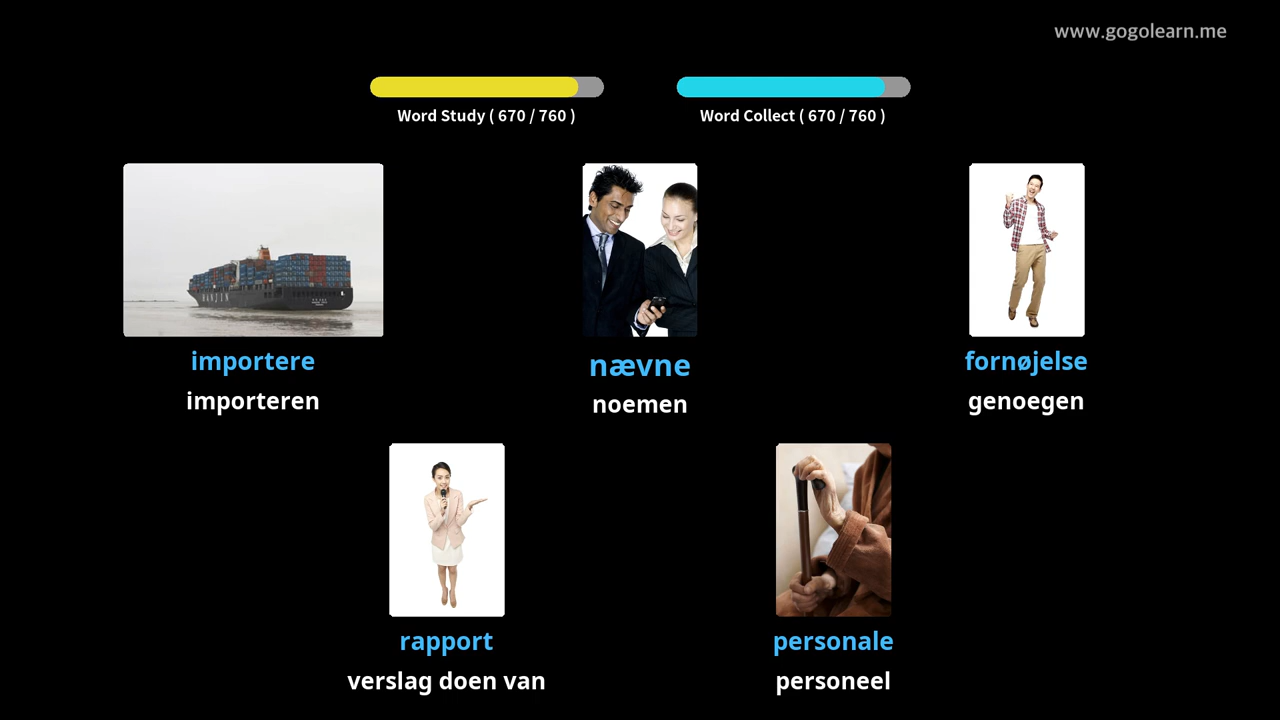 www.gogolearn.me
Word Study ( 670 / 760 )
Word Collect ( 670 / 760 )
importere
importeren
nævne
noemen
fornøjelse
genoegen
rapport
verslag doen van
personale
personeel